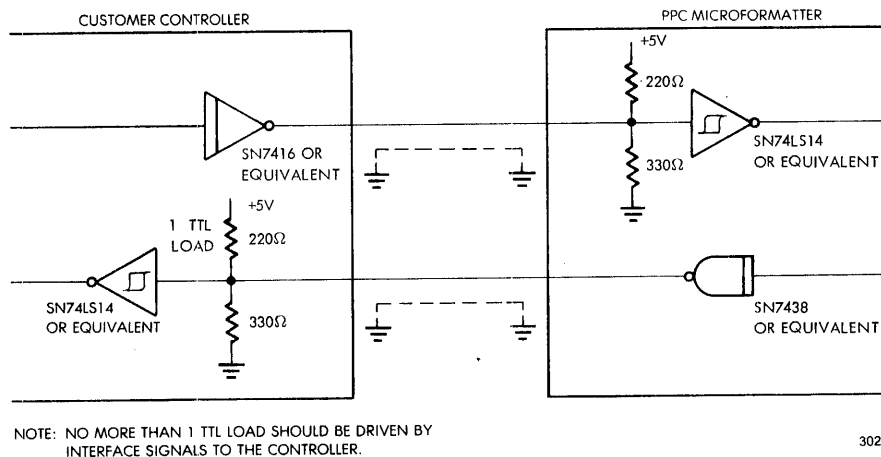 CUSTOMER CONTROLLER
PPC MICROFORMATTER
+5V
220Ω
SN7416 OR
EQUIVALENT
SN74LS14
OR EQUIVALENT
330Ω
+5V
1 TTL
LOAD
220Ω
SN74LS14
OR EQUIVALENT
330Ω
SN7438
OR EQUIVALENT
NOTE: NO MORE THAN 1 TTL LOAD SHOULD BE DRIVEN BY
INTERFACE SIGNALS TO THE CONTROLLER.
302